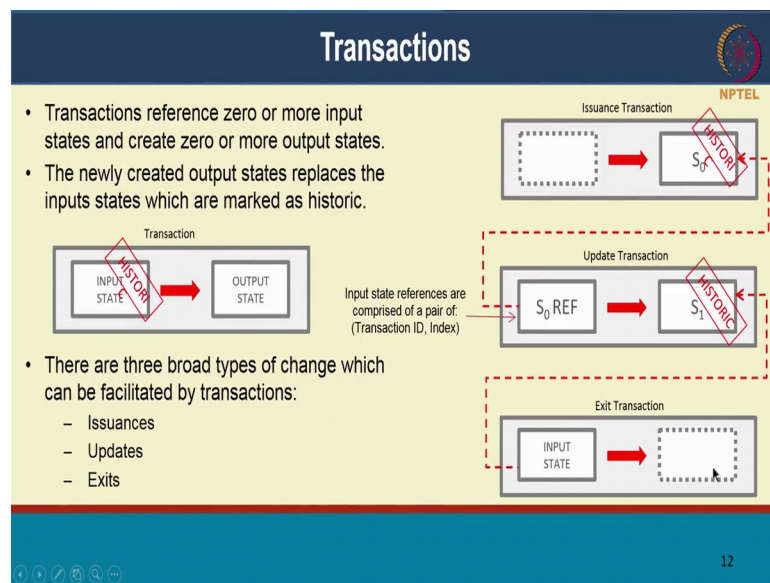 Transactions
NPTEL
• Transactions reference zero or more input
states and create zero or more output states.
• The newly created output states replaces the
inputs states which are marked as historic.
Transaction
INPUT
STATE
HISTORI
C
OUTPUT
STATE
• There are three broad types of change which
can be facilitated by transactions:
– Issuances
– Updates
– Exits
Issuance Transaction
S0
HISTORI
C
Update Transaction
Input state references are
comprised of a pair of:
(Transaction ID, Index)
S0 REF
S1
HISTORIC
Exit Transaction
INPUT
STATE
12